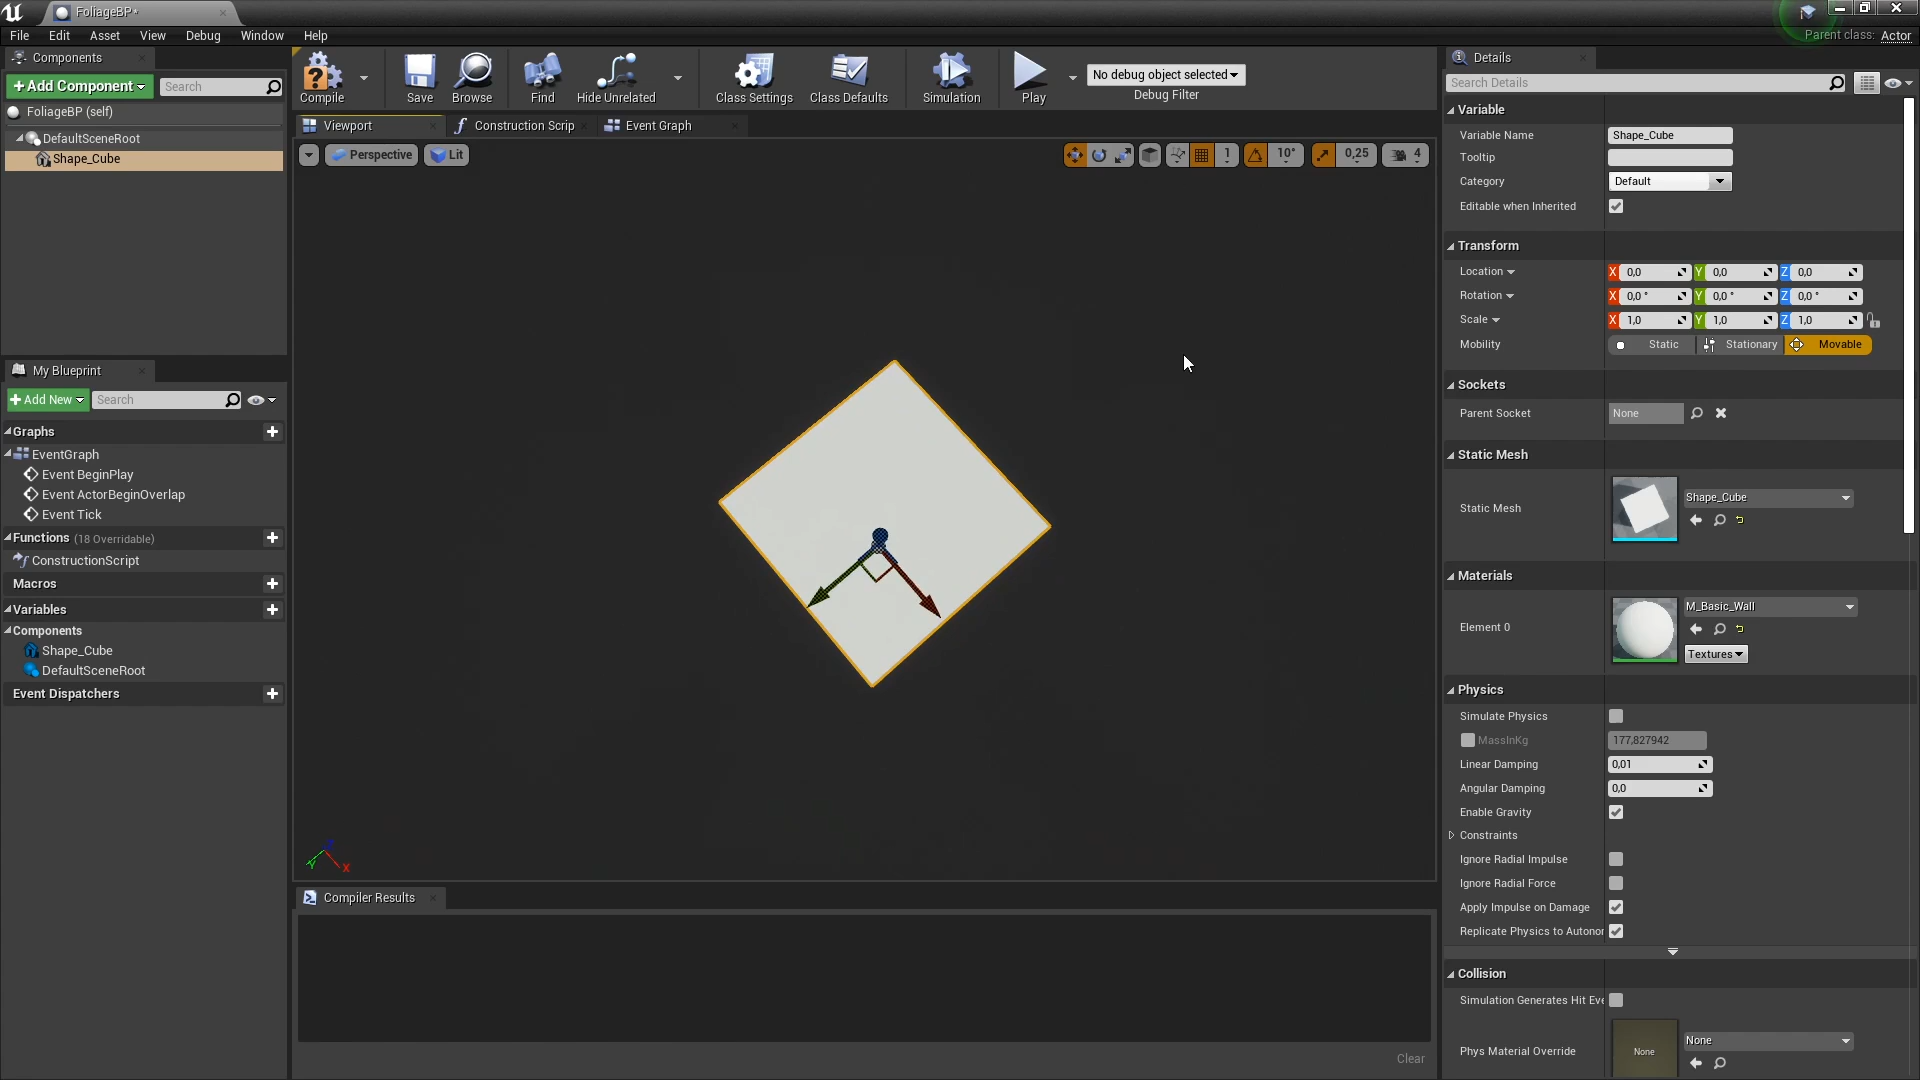 FoliageBP*
File Edit Asset View Debug Window Help
Parent class: Actor
Components
+Add Component
Search
FoliageBP (self)
DefaultSceneRoot
Shape_Cube
My Blueprint
+Add New
Search
Graphs
EventGraph
Event BeginPlay
Event ActorBeginOverlap
Event Tick
Functions (18 Overridable)
ConstructionScript
Macros
Variables
Components
Shape_Cube
DefaultSceneRoot
Event Dispatchers
Compile
Save
Browse
Find
Hide Unrelated
Class Settings
Class Defaults
Simulation
Play
No debug object selected
Debug Filter
Viewport
Construction Scrip
Event Graph
Perspective
Lit
1
10°
0,25
4
Y X
Compiler Results
Clear
Details
Search Details
Variable
Variable Name Shape_Cube
Tooltip
Category Default
Editable when Inherited
Transform
Location X 0,0 Y 0,0 Z 0,0
Rotation X 0,0 ° Y 0,0 ° Z 0,0 °
Scale X 1,0 Y 1,0 Z 1,0
Mobility Static Stationary Movable
Sockets
Parent Socket None
Static Mesh
Static Mesh Shape_Cube
Materials
Element 0 M_Basic_Wall
Textures
Physics
Simulate Physics
MassInKg 177,827942
Linear Damping 0,01
Angular Damping 0,0
Enable Gravity
Constraints
Ignore Radial Impulse
Ignore Radial Force
Apply Impulse on Damage
Replicate Physics to Autonor
Collision
Simulation Generates Hit Eve
Phys Material Override None None